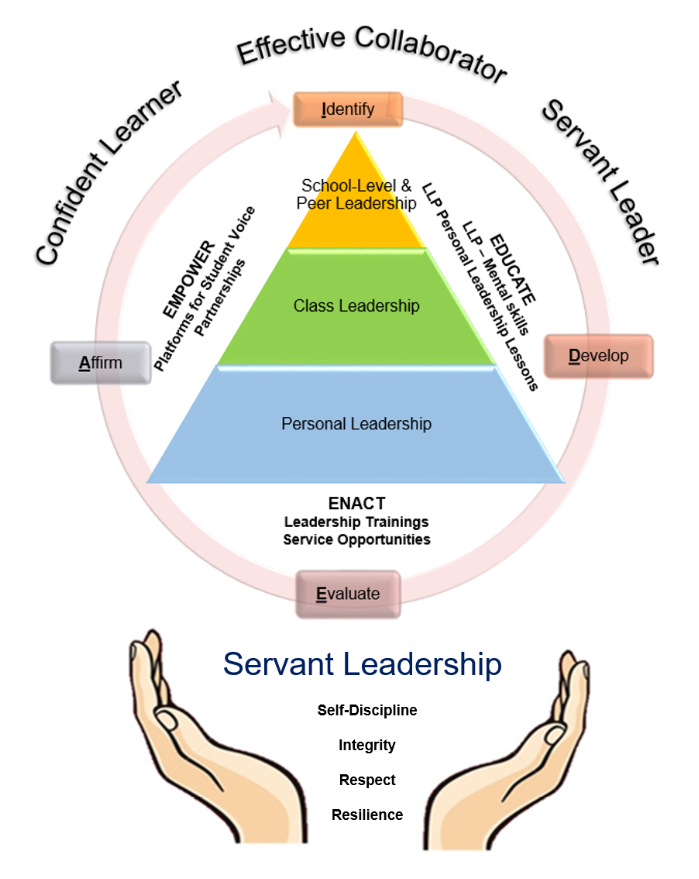 Effective Collaborator
Confident Learner
Servant Leader
Identify
School-Level &
Peer Leadership
EMPOWER
Platforms for Student Voice
Partnerships
EDUCATE
LLP – Mental skills
LLP Personal Leadership Lessons
Class Leadership
Affirm
Develop
Personal Leadership
ENACT
Leadership Trainings
Service Opportunities
Evaluate
Servant Leadership
Self-Discipline
Integrity
Respect
Resilience